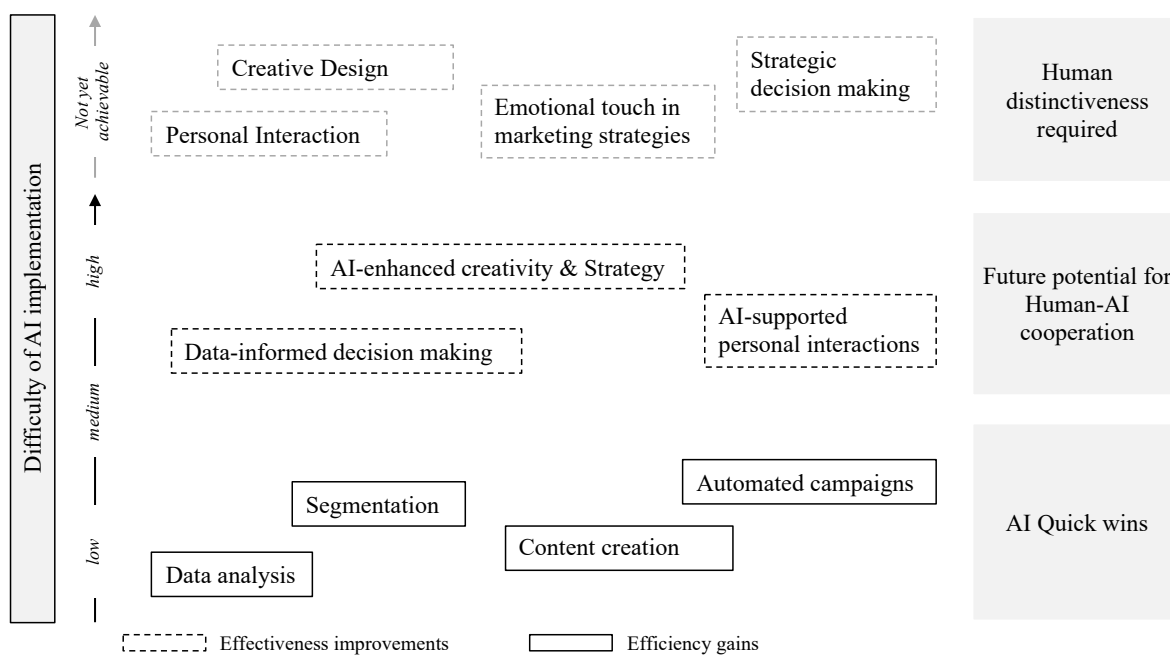 Difficulty of AI implementation
Not yet
achievable
high
medium
low
Creative Design
Strategic
decision making
Personal Interaction
Emotional touch in
marketing strategies
Human
distinctiveness
required
AI-enhanced creativity & Strategy
Data-informed decision making
AI-supported
personal interactions
Future potential for
Human-AI
cooperation
Automated campaigns
Segmentation
Content creation
Data analysis
AI Quick wins
Effectiveness improvements
Efficiency gains